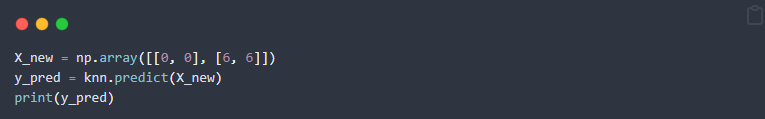 X_new = np.array([[0, 0], [6, 6]])
y_pred = knn.predict(X_new)
print(y_pred)